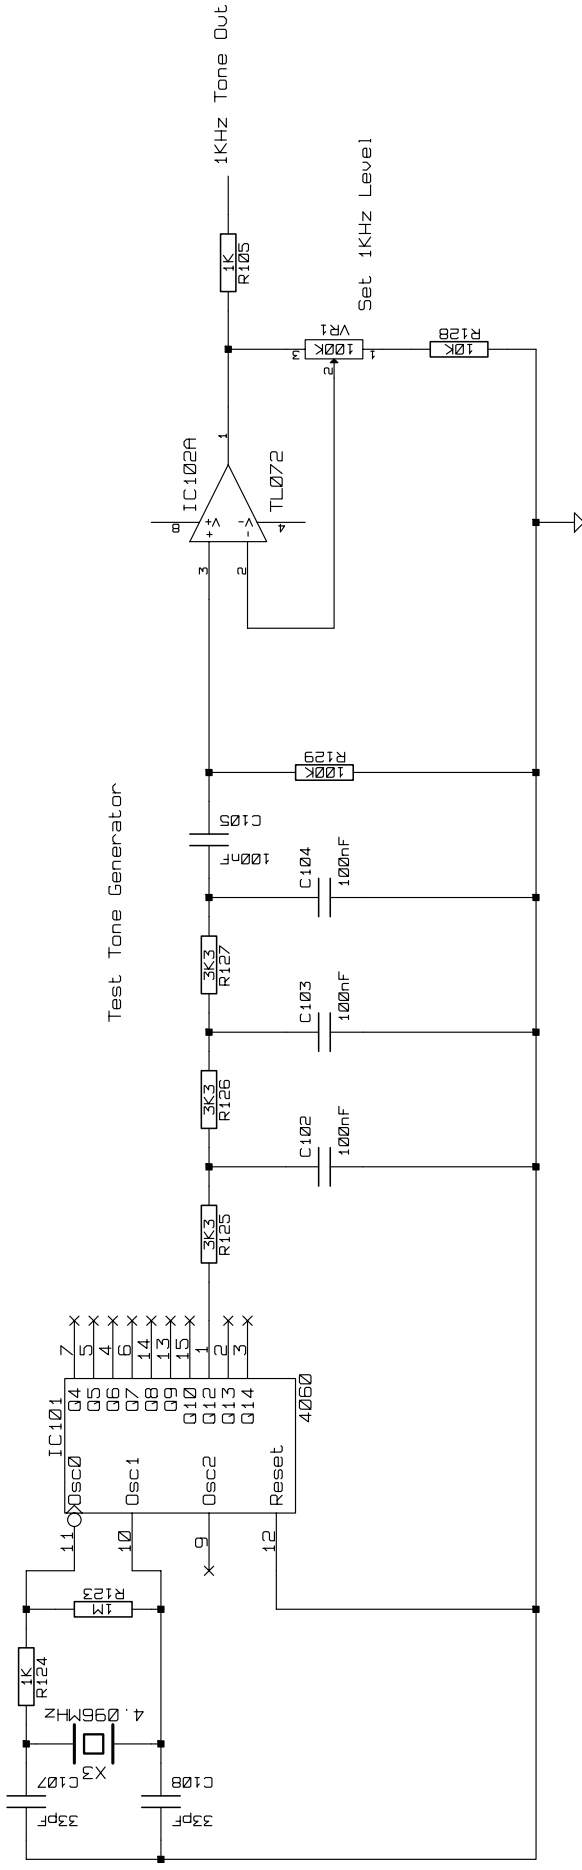 1KHz Tone Out
1K
R105
Set 1KHz Level
VR1
100K
3
2
1
R128
10K
IC102A
TL072
8
V+
+
V-
-
4
1
3
2
Test Tone Generator
R129
100K
C105
100nF
C104
100nF
3K3
R127
C103
100nF
3K3
R126
C102
100nF
3K3
R125
IC101
4060
7
5
4
6
14
13
15
1
2
3
Q4
Q5
Q6
Q7
Q8
Q9
Q10
Q12
Q13
Q14
Osc0
Osc1
Osc2
Reset
11
10
9
12
R123
1M
1K
R124
4.096MHz
X3
C107
33pF
C108
33pF